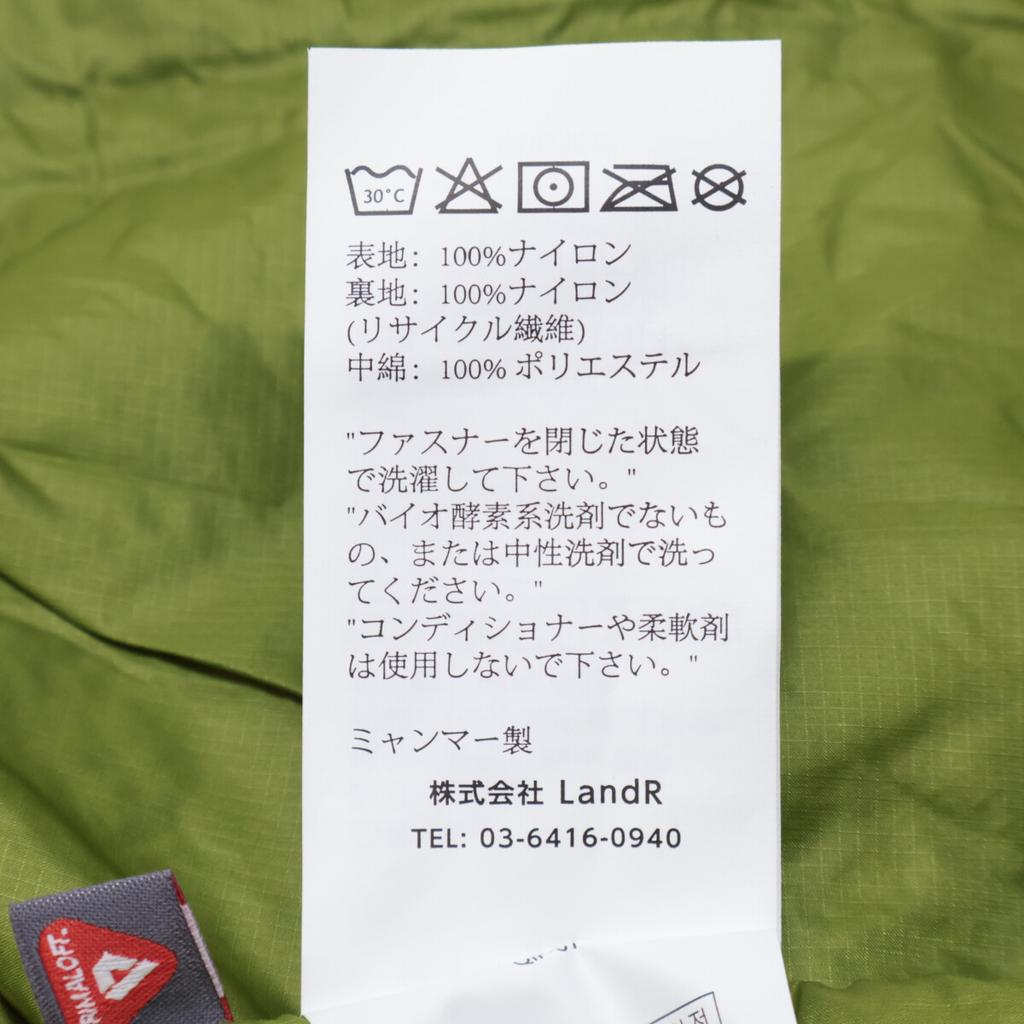 30°C
表地: 100%ナイロン
裏地: 100%ナイロン
(リサイクル繊維)
中綿: 100% ポリエステル
"ファスナーを閉じた状態
で洗濯して下さい。"
"バイオ酵素系洗剤でないも
の、または中性洗剤で洗っ
てください。"
"コンディショナーや柔軟剤
は使用しないで下さい。"
ミャンマー製
株式会社 LandR
TEL: 03-6416-0940
RIMALOFT.